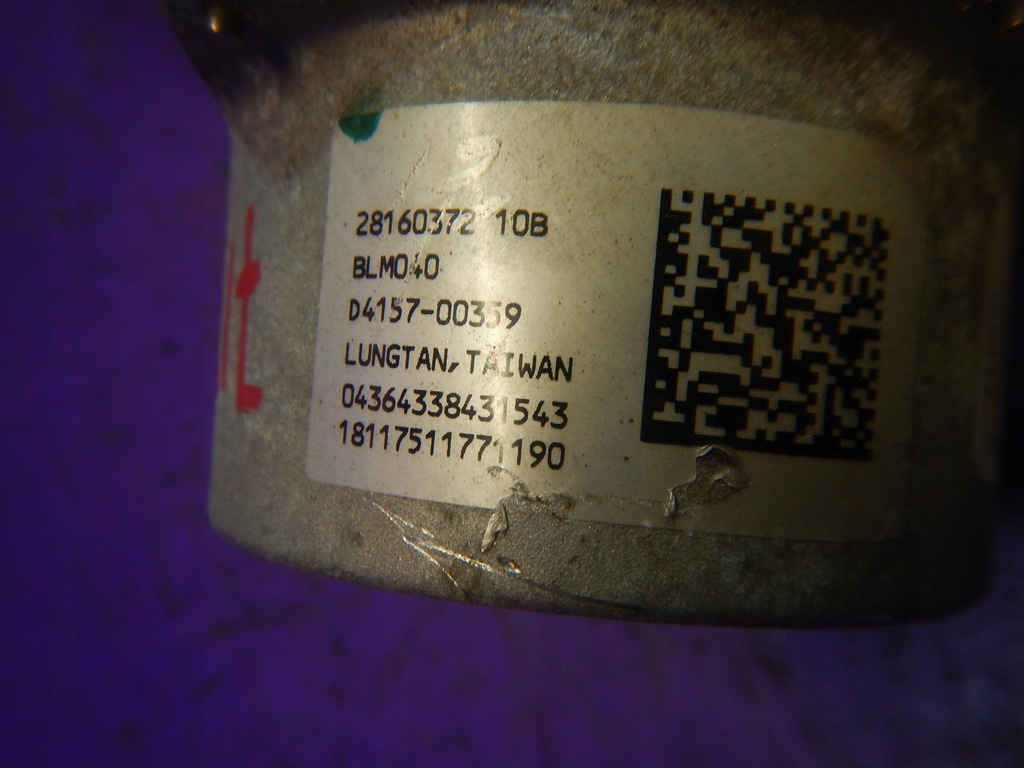 28160372 10B
BLM040
D4157-00359
LUNGTAN, TAIWAN
04364338431543
18117511771190